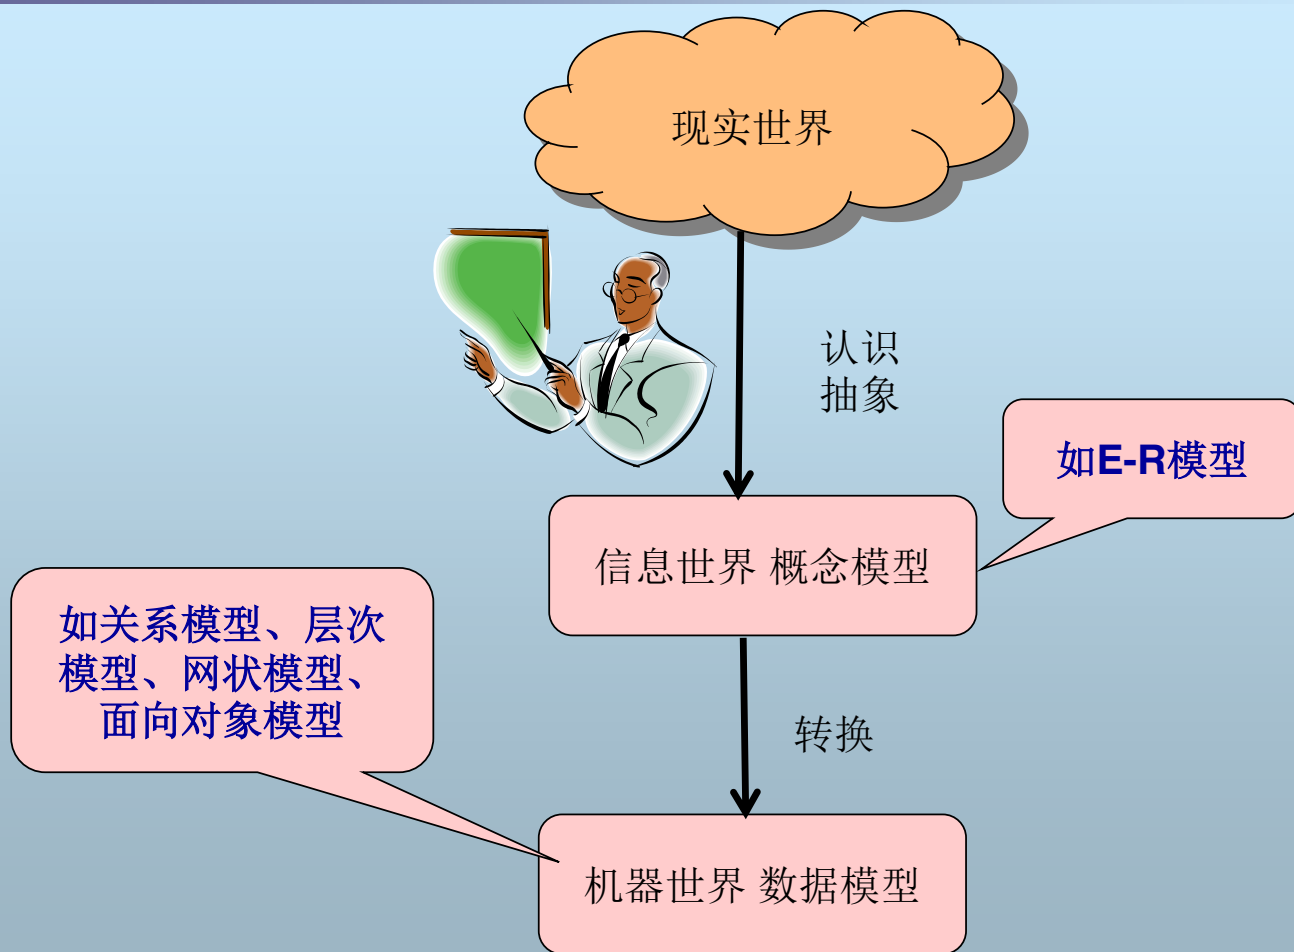 现实世界
认识
抽象
如E-R模型
信息世界 概念模型
如关系模型、层次
模型、网状模型、
面向对象模型
转换
机器世界 数据模型